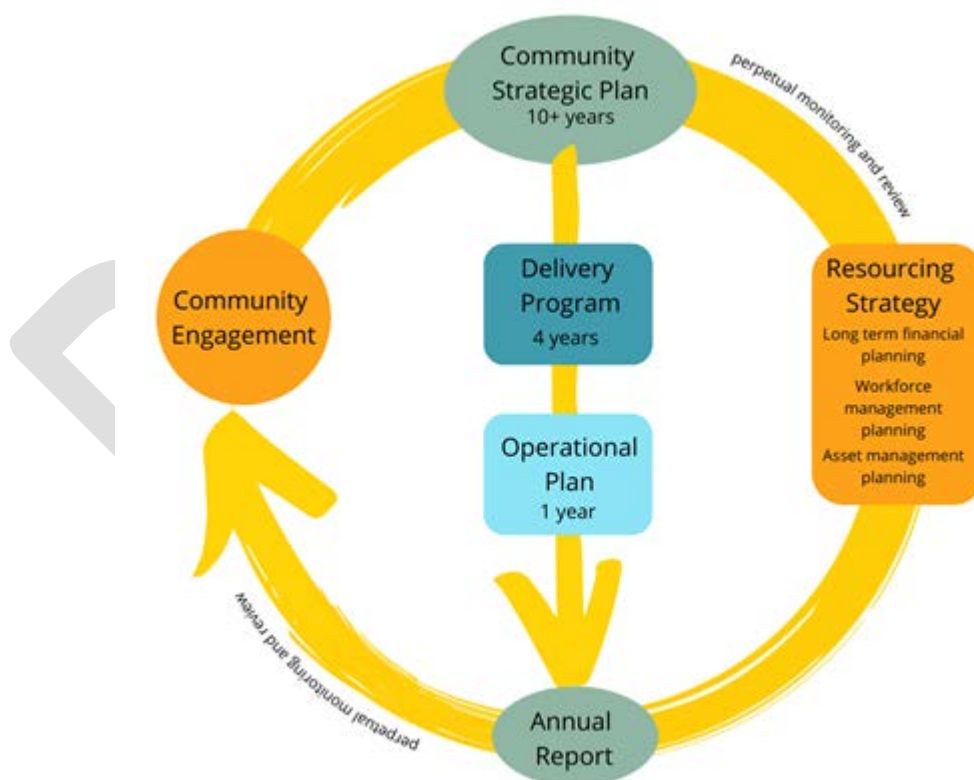 Community
Strategic Plan
10+ years
perpetual monitoring and review
Community
Engagement
Delivery
Program
4 years
Resourcing
Strategy
Long term financial
planning
Workforce
management
planning
Asset management
planning
Operational
Plan
1 year
perpetual monitoring and review
Annual
Report